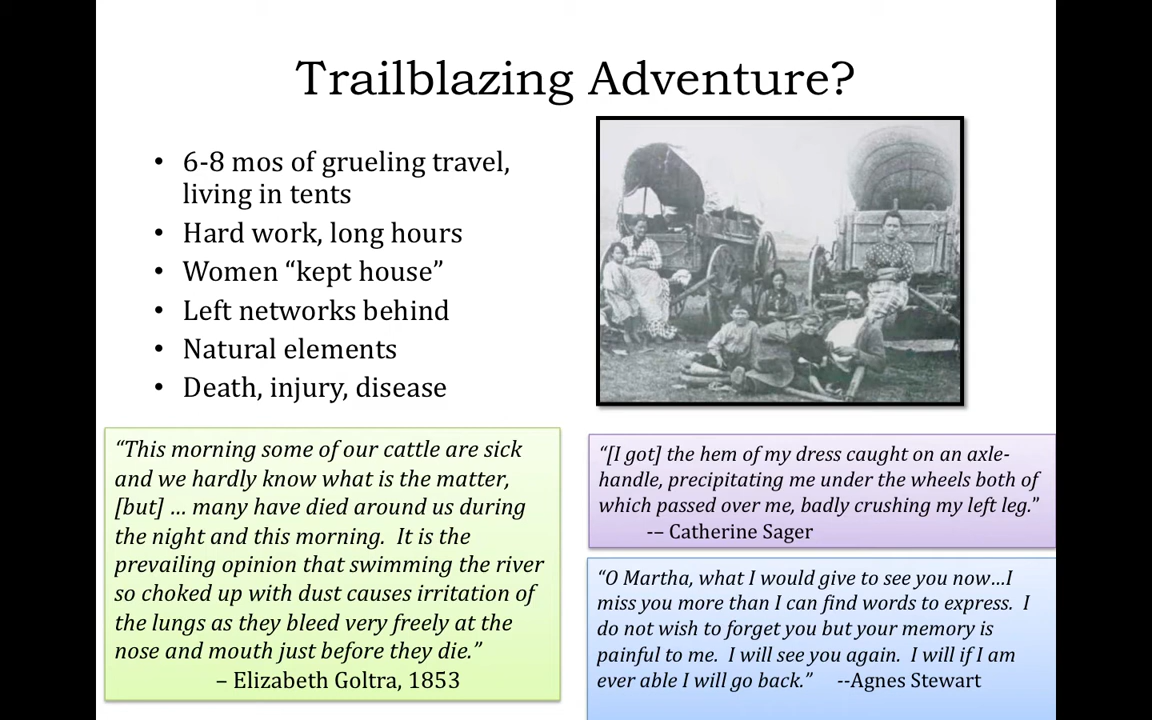 Trailblazing Adventure?
• 6-8 mos of grueling travel,
living in tents
• Hard work, long hours
• Women “kept house”
• Left networks behind
• Natural elements
• Death, injury, disease
“This morning some of our cattle are sick
and we hardly know what is the matter,
[but] … many have died around us during
the night and this morning.  It is the
prevailing opinion that swimming the river
so choked up with dust causes irritation of
the lungs as they bleed very freely at the
nose and mouth just before they die.”
– Elizabeth Goltra, 1853
“[I got] the hem of my dress caught on an axle-
handle, precipitating me under the wheels both of
which passed over me, badly crushing my left leg.”
-– Catherine Sager
“O Martha, what I would give to see you now…I
miss you more than I can find words to express.  I
do not wish to forget you but your memory is
painful to me.  I will see you again.  I will if I am
ever able I will go back.”    --Agnes Stewart